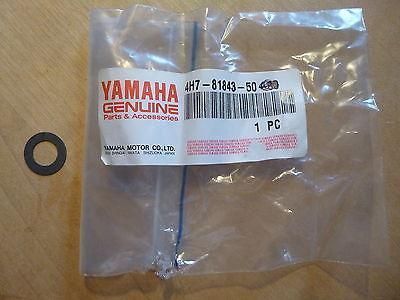 YAMAHA
GENUINE
Parts & Accessories
YAMAHA MOTOR CO.,LTD.
4H7-81843-50
1 PC